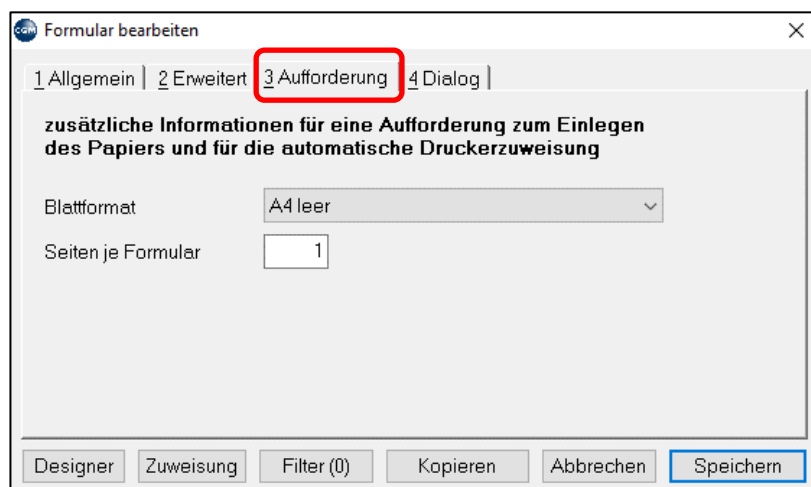 CGM Formular bearbeiten
1 Allgemein 2 Erweitert 3 Aufforderung 4 Dialog
zusätzliche Informationen für eine Aufforderung zum Einlegen
des Papiers und für die automatische Druckerzuweisung
Blattformat A4 leer
Seiten je Formular 1
Designer Zuweisung Filter (0) Kopieren Abbrechen Speichern